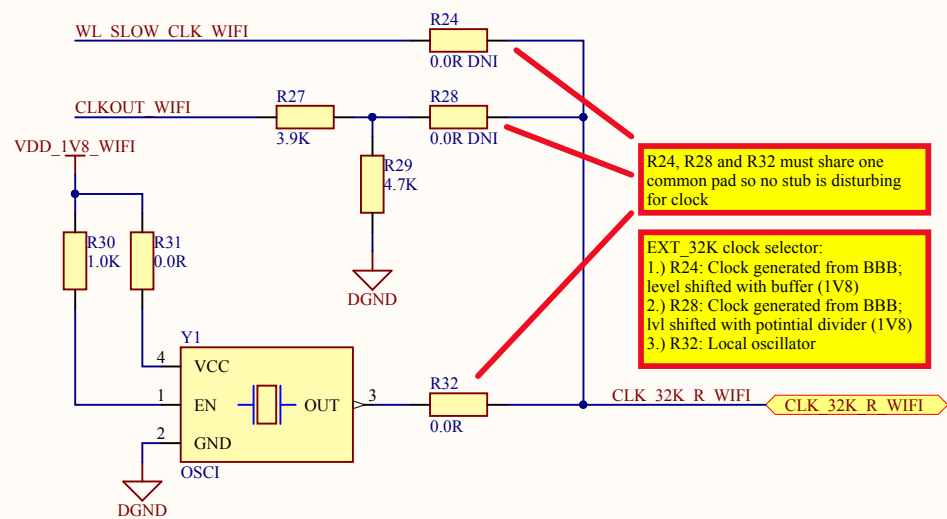 R24
WL_SLOW_CLK_WIFI
0.0R DNI
R27
R28
CLKOUT_WIFI
3.9K
0.0R DNI
VDD_1V8_WIFI
R29
4.7K
R24, R28 and R32 must share one
common pad so no stub is disturbing
for clock
R30
1.0K
R31
0.0R
DGND
EXT_32K clock selector:
1.) R24: Clock generated from BBB;
level shifted with buffer (1V8)
2.) R28: Clock generated from BBB;
lvl shifted with potintial divider (1V8)
3.) R32: Local oscillator
Y1
4
VCC
1
EN
OUT
3
2
GND
OSCI
R32
0.0R
CLK_32K_R_WIFI
CLK_32K_R_WIFI
DGND